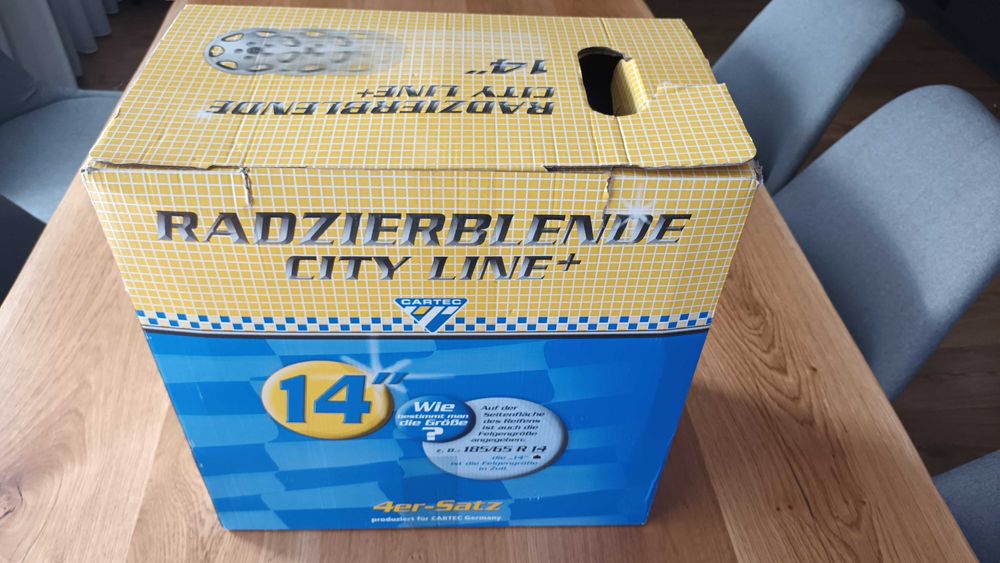 14"
CITY LINE+
RADZIERBLENDE
RADZIERBLENDE
CITY LINE+
CARTEC
14"
Wie
bestimmt man
die Größe
?
Auf der
Seitenfläche
des Reifens
ist auch die
Felgengröße
angegeben:
z. B.: 185/65 R 14
die „14"
ist die Felgengröße
in Zoll.
4er-Satz
produziert für CARTEC Germany